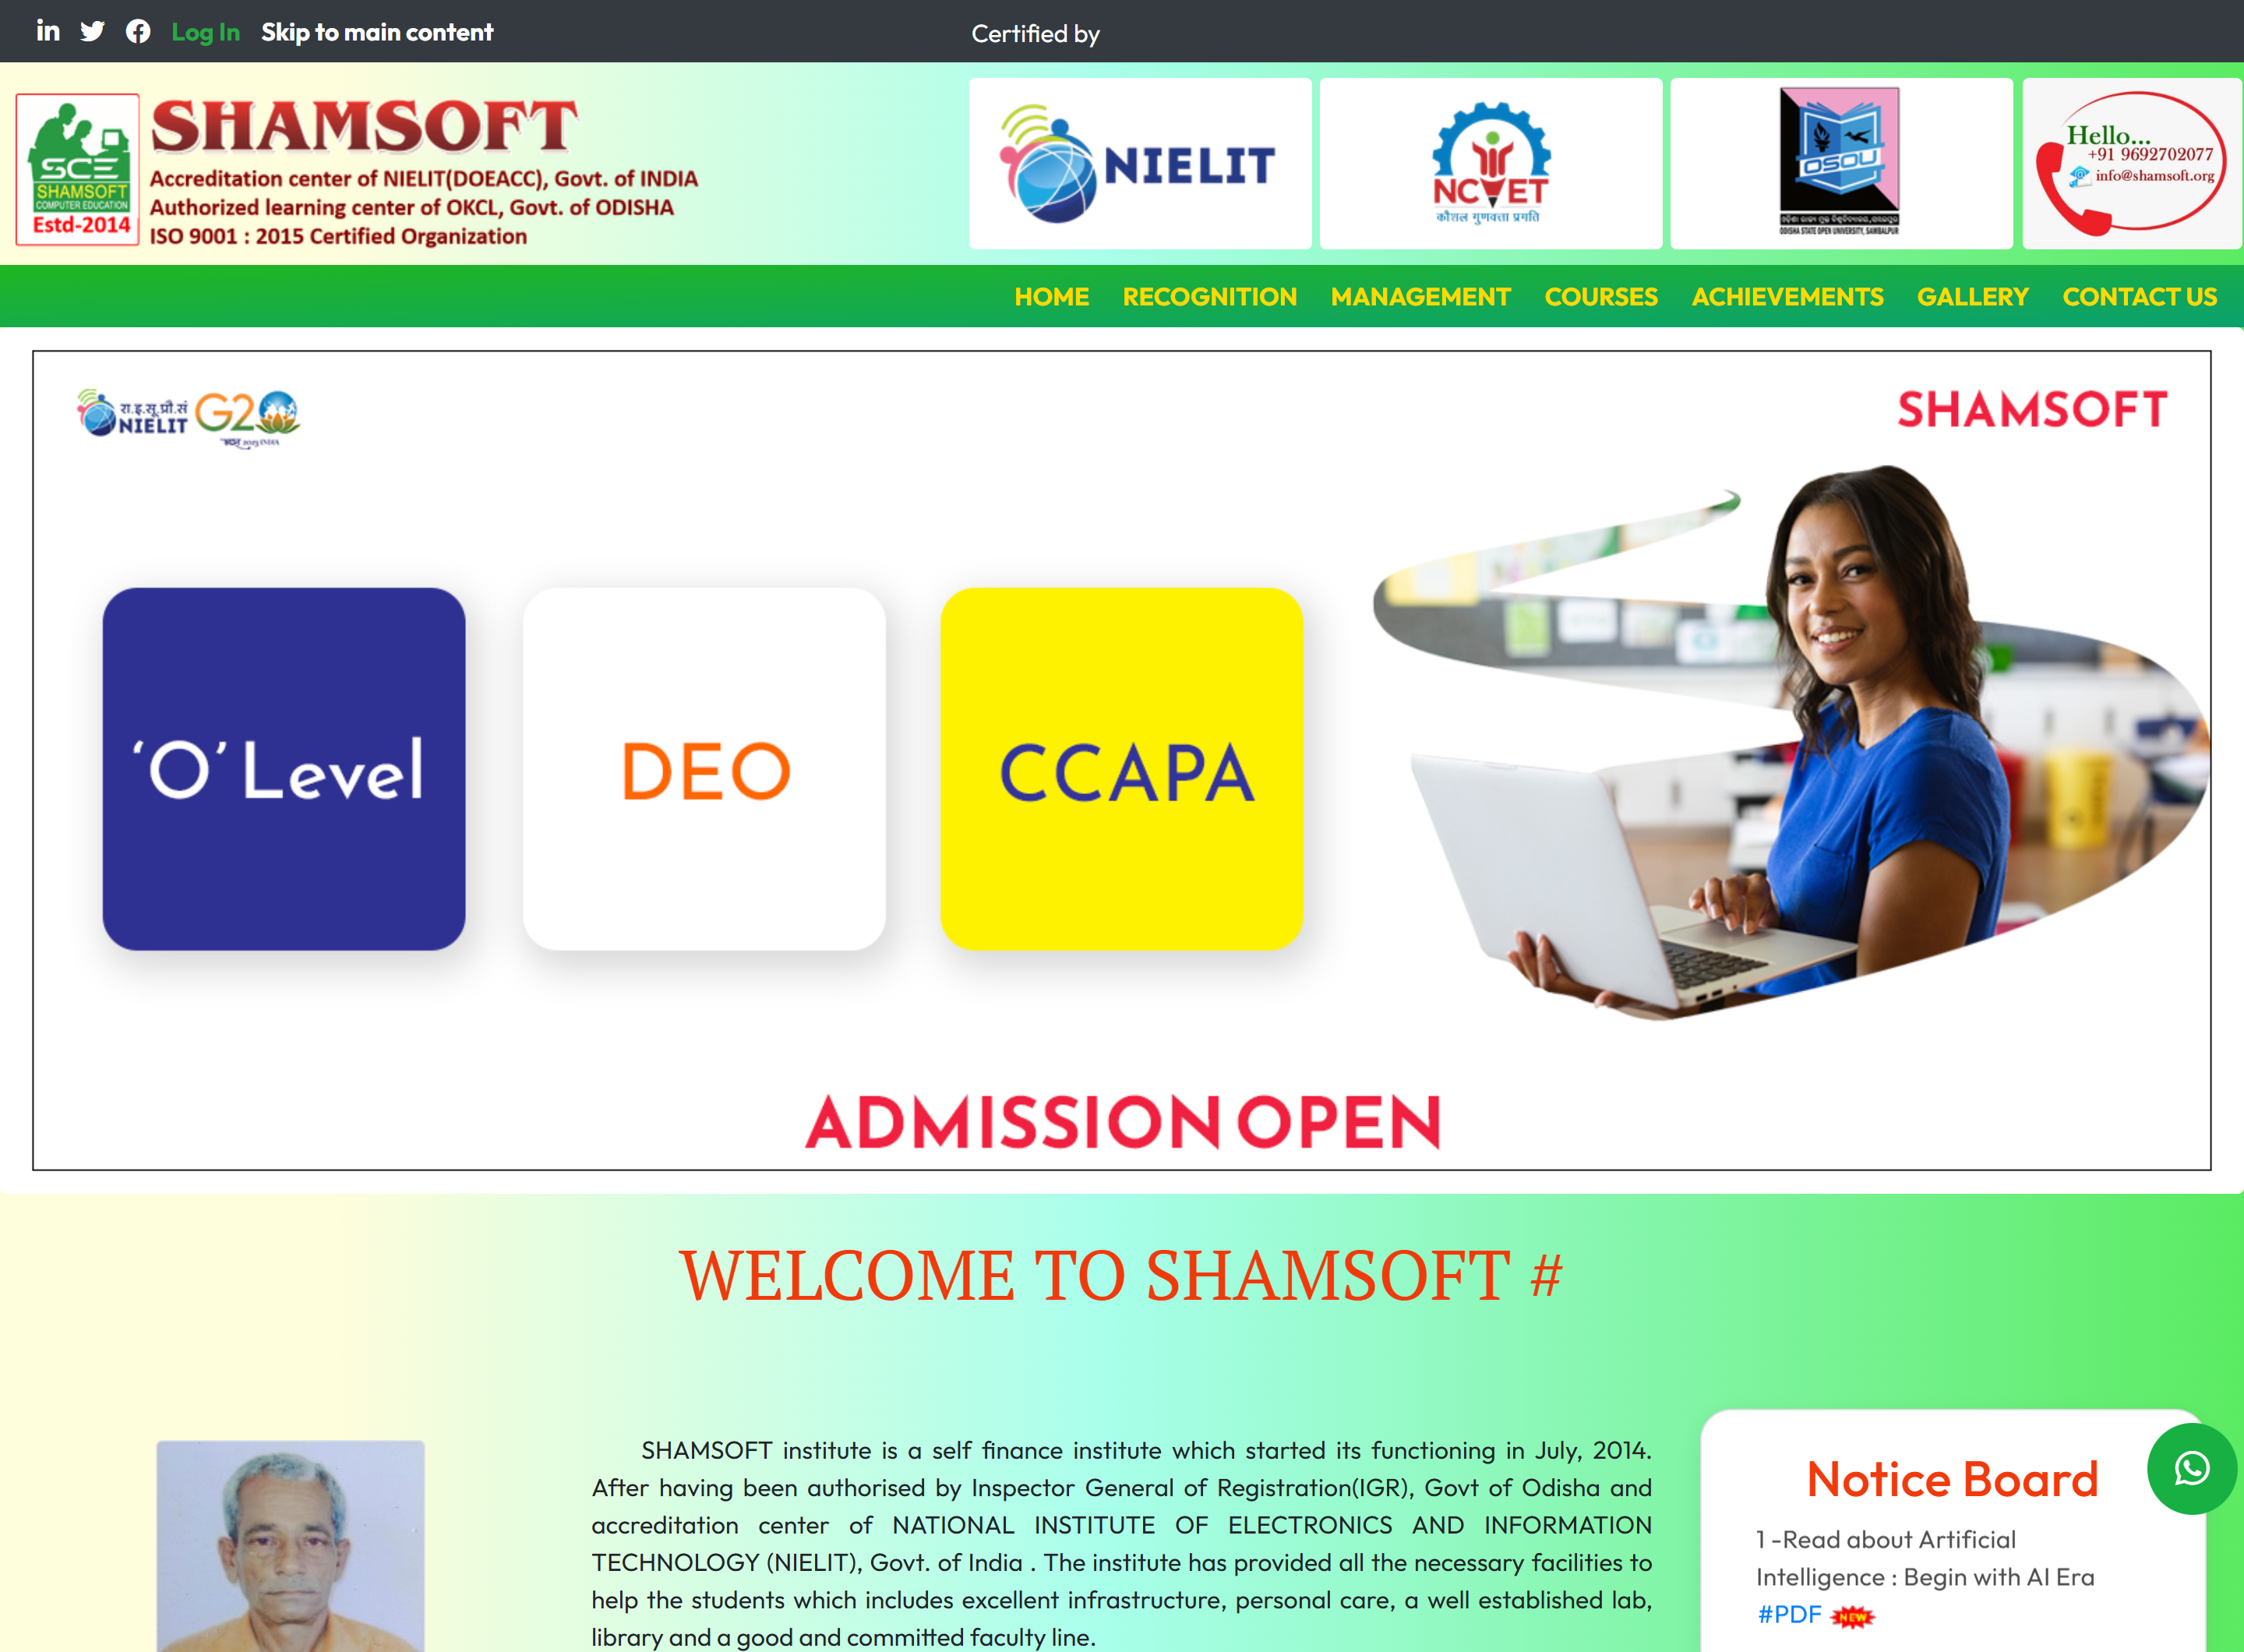 Log In Skip to main content
Certified by
SCE
SHAMSOFT
COMPUTER EDUCATION
Estd-2014
SHAMSOFT
Accreditation center of NIELIT(DOEACC), Govt. of INDIA
Authorized learning center of OKCL, Govt. of ODISHA
ISO 9001 : 2015 Certified Organization
NIELIT
NCVET
कौशल गुणवत्ता प्रगति
OSOU
ODISHA STATE OPEN UNIVERSITY, SAMBALPUR
Hello...
+91 9692702077
info@shamsoft.org
HOME RECOGNITION MANAGEMENT COURSES ACHIEVEMENTS GALLERY CONTACT US
रा.इ.सू.प्रौ.सं
NIELIT
G20
2023 INDIA
SHAMSOFT
‘O’ Level
DEO
CCAPA
ADMISSION OPEN
WELCOME TO SHAMSOFT #
SHAMSOFT institute is a self finance institute which started its functioning in July, 2014.
After having been authorised by Inspector General of Registration(IGR), Govt of Odisha and
accreditation center of NATIONAL INSTITUTE OF ELECTRONICS AND INFORMATION
TECHNOLOGY (NIELIT), Govt. of India . The institute has provided all the necessary facilities to
help the students which includes excellent infrastructure, personal care, a well established lab,
library and a good and committed faculty line.
Notice Board
1 -Read about Artificial
Intelligence : Begin with AI Era
#PDF NEW